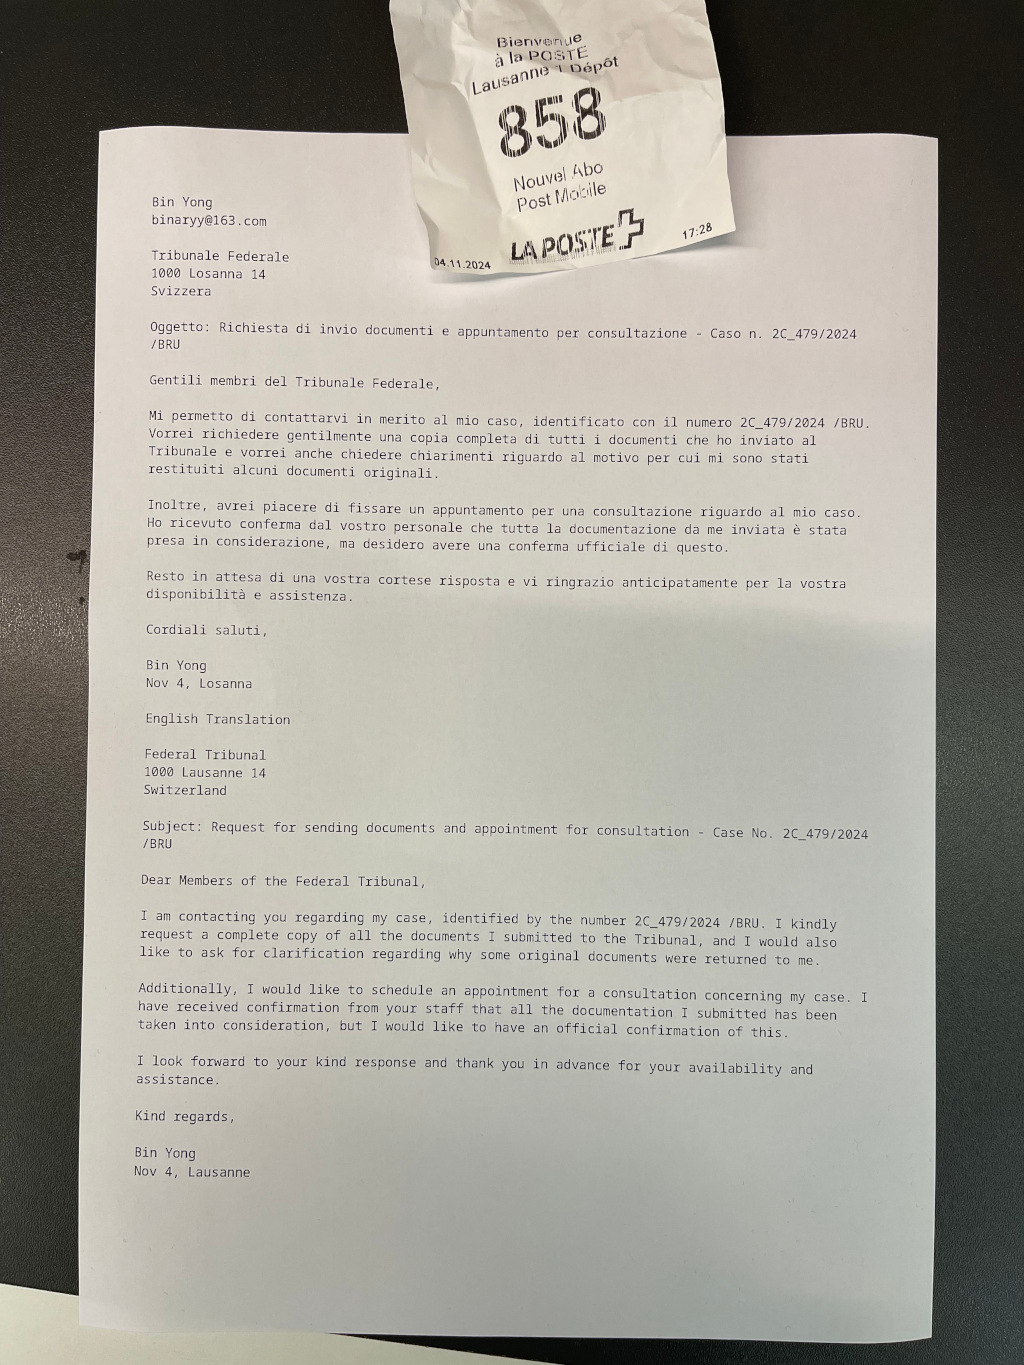 Bienvenue
à la POSTE
Lausanne 1 Dépôt
858
Nouvel Abo
Post Mobile
LA POSTE
04.11.2024
17:28
Bin Yong
binaryy@163.com
Tribunale Federale
1000 Losanna 14
Svizzera
Oggetto: Richiesta di invio documenti e appuntamento per consultazione - Caso n. 2C_479/2024
/BRU
Gentili membri del Tribunale Federale,
Mi permetto di contattarvi in merito al mio caso, identificato con il numero 2C_479/2024 /BRU.
Vorrei richiedere gentilmente una copia completa di tutti i documenti che ho inviato al
Tribunale e vorrei anche chiedere chiarimenti riguardo al motivo per cui mi sono stati
restituiti alcuni documenti originali.
Inoltre, avrei piacere di fissare un appuntamento per una consultazione riguardo al mio caso.
Ho ricevuto conferma dal vostro personale che tutta la documentazione da me inviata è stata
presa in considerazione, ma desidero avere una conferma ufficiale di questo.
Resto in attesa di una vostra cortese risposta e vi ringrazio anticipatamente per la vostra
disponibilità e assistenza.
Cordiali saluti,
Bin Yong
Nov 4, Losanna
English Translation
Federal Tribunal
1000 Lausanne 14
Switzerland
Subject: Request for sending documents and appointment for consultation - Case No. 2C_479/2024
/BRU
Dear Members of the Federal Tribunal,
I am contacting you regarding my case, identified by the number 2C_479/2024 /BRU. I kindly
request a complete copy of all the documents I submitted to the Tribunal, and I would also
like to ask for clarification regarding why some original documents were returned to me.
Additionally, I would like to schedule an appointment for a consultation concerning my case. I
have received confirmation from your staff that all the documentation I submitted has been
taken into consideration, but I would like to have an official confirmation of this.
I look forward to your kind response and thank you in advance for your availability and
assistance.
Kind regards,
Bin Yong
Nov 4, Lausanne